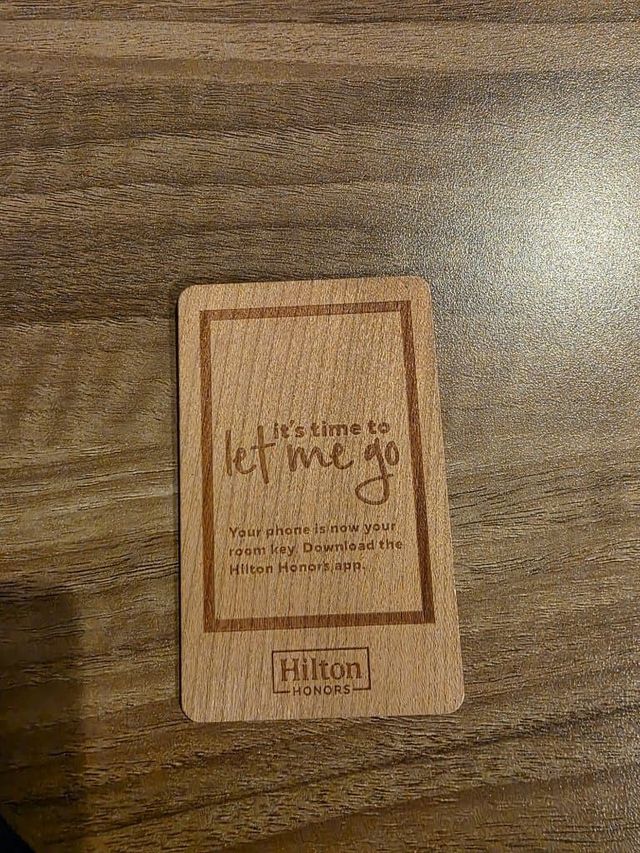 it's time to
let me go
Your phone is now your
room key. Download the
Hilton Honors app.
Hilton
HONORS